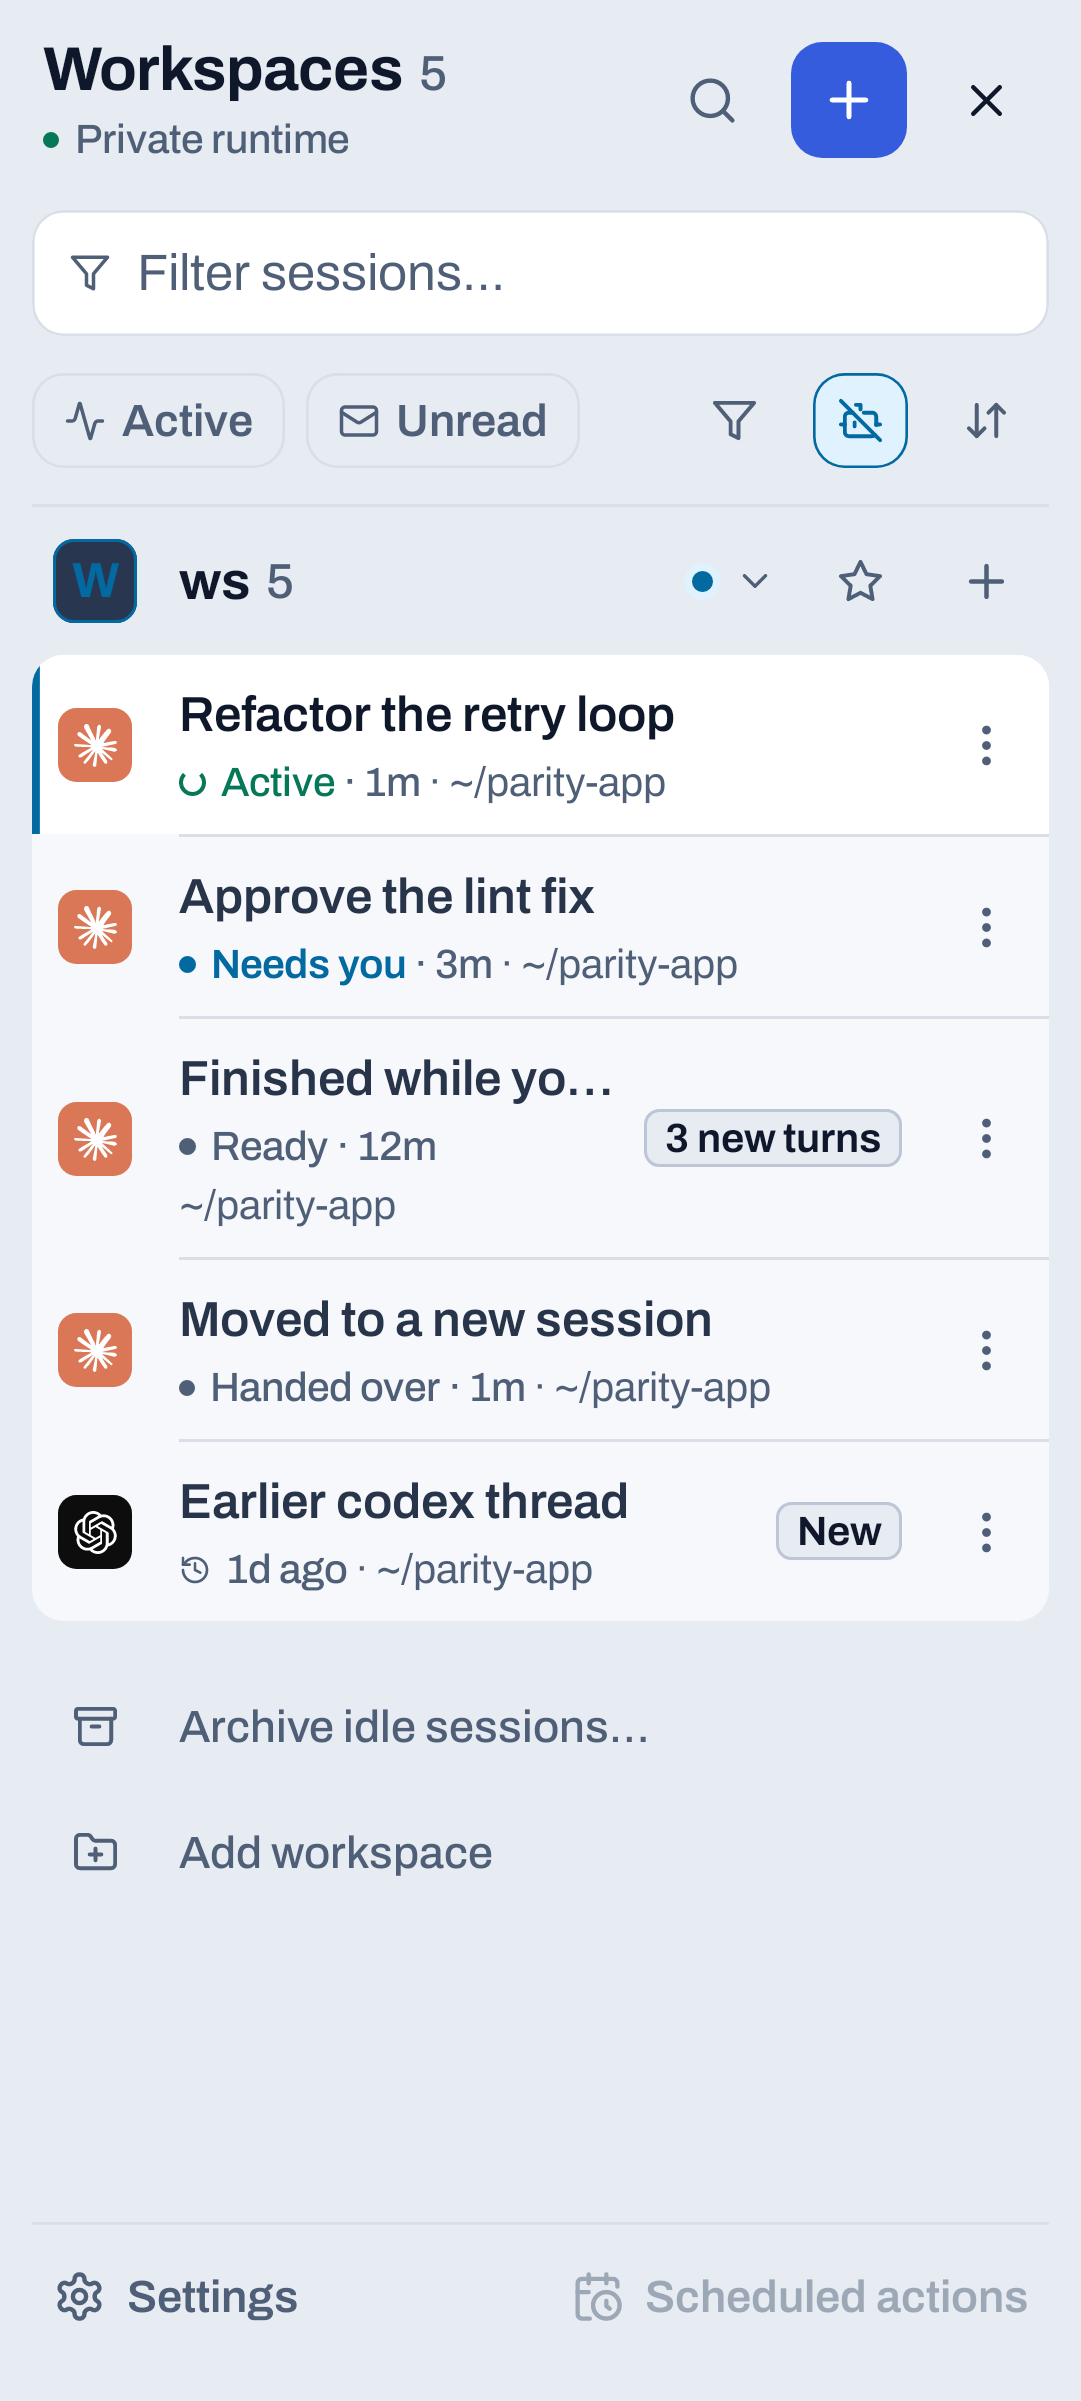 Workspaces 5
Private runtime
Filter sessions...
Active
Unread
W
ws 5
Refactor the retry loop
Active · 1m · ~/parity-app
Approve the lint fix
Needs you · 3m · ~/parity-app
Finished while yo...
Ready · 12m
~/parity-app
3 new turns
Moved to a new session
Handed over · 1m · ~/parity-app
Earlier codex thread
1d ago · ~/parity-app
New
Archive idle sessions...
Add workspace
Settings
Scheduled actions